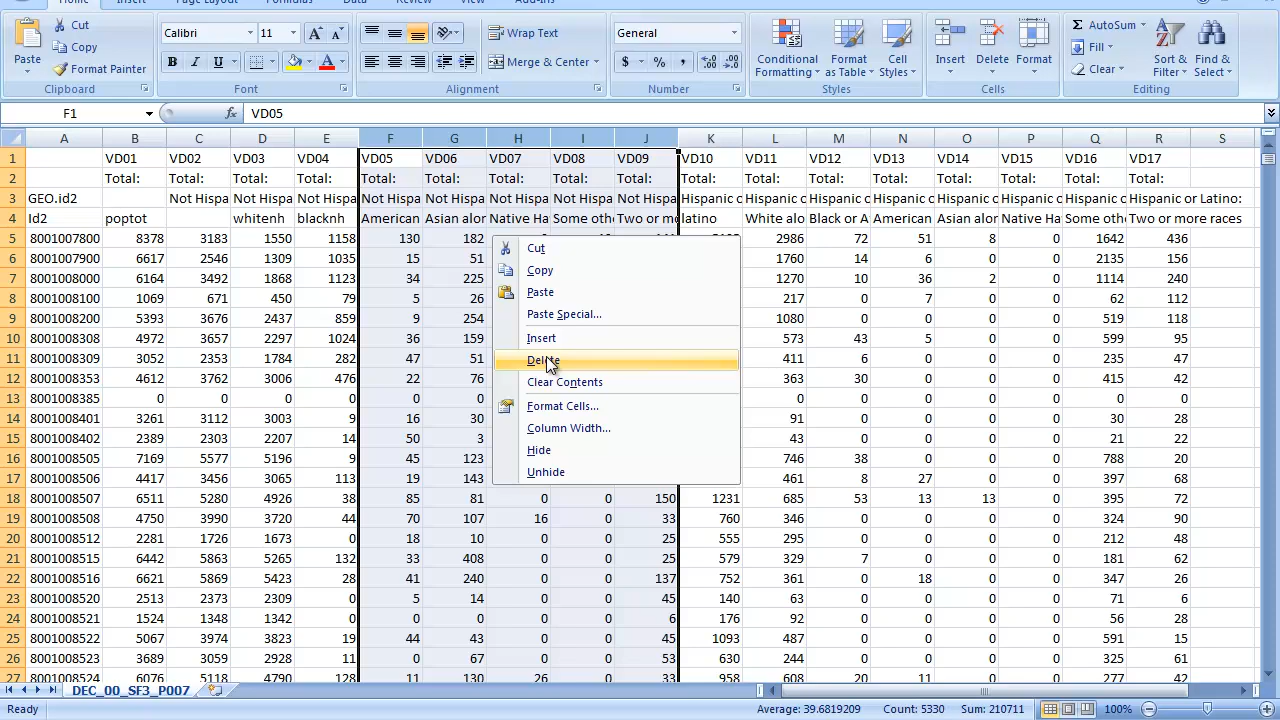 Home Insert Page Layout Formulas Data Review View Add-Ins
Cut Calibri 11 Wrap Text General AutoSum
Copy Paste Conditional Formatting Format as Table Cell Styles Insert Delete Format Fill Sort & Filter Find & Select
Format Painter B I U Merge & Center $ % , Clear
Clipboard Font Alignment Number Styles Cells Editing
F1 fx VD05
A B C D E F G H I J K L M N O P Q R S
1 VD01 VD02 VD03 VD04 VD05 VD06 VD07 VD08 VD09 VD10 VD11 VD12 VD13 VD14 VD15 VD16 VD17
2 Total: Total: Total: Total: Total: Total: Total: Total: Total: Total: Total: Total: Total: Total: Total: Total: Total:
3 GEO.id2 Not Hispa Not Hispa Not Hispa Not Hispa Not Hispa Not Hispa Not Hispa Not Hispa Hispanic o Hispanic o Hispanic o Hispanic o Hispanic o Hispanic o Hispanic o Hispanic or Latino:
4 Id2 poptot whitenh blacknh American Asian alon Native Ha Some othe Two or mo latino White alo Black or A American Asian alon Native Ha Some othe Two or more races
5 8001007800 8378 3183 1550 1158 130 182 2986 72 51 8 0 1642 436
6 8001007900 6617 2546 1309 1035 15 51 1760 14 6 0 0 2135 156
7 8001008000 6164 3492 1868 1123 34 225 1270 10 36 2 0 1114 240
8 8001008100 1069 671 450 79 5 26 217 0 7 0 0 62 112
9 8001008200 5393 3676 2437 859 9 254 1080 0 0 0 0 519 118
10 8001008308 4972 3657 2297 1024 36 159 573 43 5 0 0 599 95
11 8001008309 3052 2353 1784 282 47 51 411 6 0 0 0 235 47
12 8001008353 4612 3762 3006 476 22 76 363 30 0 0 0 415 42
13 8001008385 0 0 0 0 0 0 0 0 0 0 0 0 0
14 8001008401 3261 3112 3003 9 16 30 91 0 0 0 0 30 28
15 8001008402 2389 2303 2207 14 50 3 43 0 0 0 0 21 22
16 8001008505 7169 5577 5196 9 45 123 746 38 0 0 0 788 20
17 8001008506 4417 3456 3065 113 19 143 461 8 27 0 0 397 68
18 8001008507 6511 5280 4926 38 85 81 0 0 150 1231 685 53 13 13 0 395 72
19 8001008508 4750 3990 3720 44 70 107 16 0 33 760 346 0 0 0 0 324 90
20 8001008512 2281 1726 1673 0 18 10 0 0 25 555 295 0 0 0 0 212 48
21 8001008515 6442 5863 5265 132 33 408 0 0 25 579 329 7 0 0 0 181 62
22 8001008516 6621 5869 5423 28 41 240 0 0 137 752 361 0 18 0 0 347 26
23 8001008520 2513 2373 2309 0 5 14 0 0 45 140 63 0 0 0 0 71 6
24 8001008521 1524 1348 1342 0 0 0 0 0 6 176 92 0 0 0 0 56 28
25 8001008522 5067 3974 3823 19 44 43 0 0 45 1093 487 0 0 0 0 591 15
26 8001008523 3689 3059 2928 11 0 67 0 0 53 630 244 0 0 0 0 325 61
27 8001008524 6076 5118 4790 128 11 130 26 0 33 958 608 20 11 0 0 277 42
Cut
Copy
Paste
Paste Special...
Insert
Delete
Clear Contents
Format Cells...
Column Width...
Hide
Unhide
DEC_00_SF3_P007
Ready Average: 39.6819209 Count: 5330 Sum: 210711 100%